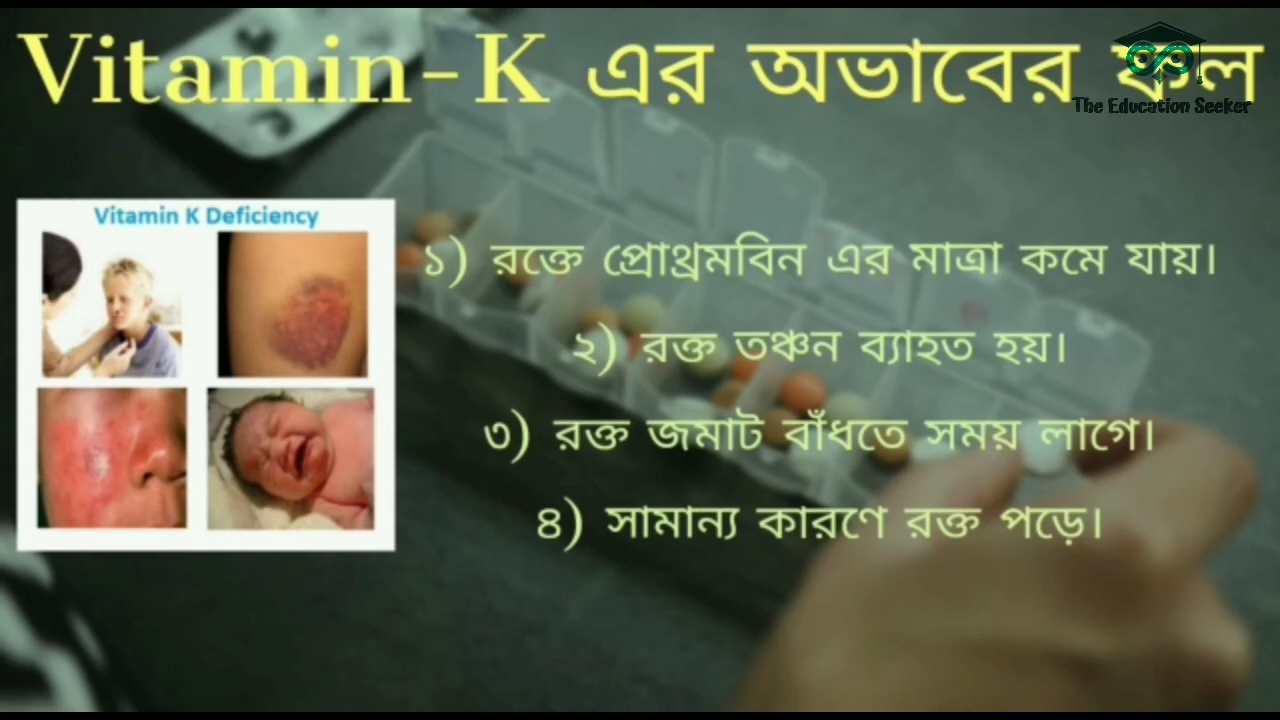 Vitamin-K এর অভাবের ফল
The Education Seeker
Vitamin K Deficiency
১) রক্তে প্রোথ্রমবিন এর মাত্রা কমে যায়।
২) রক্ত তঞ্চন ব্যাহত হয়।
৩) রক্ত জমাট বাঁধতে সময় লাগে।
৪) সামান্য কারণে রক্ত পড়ে।